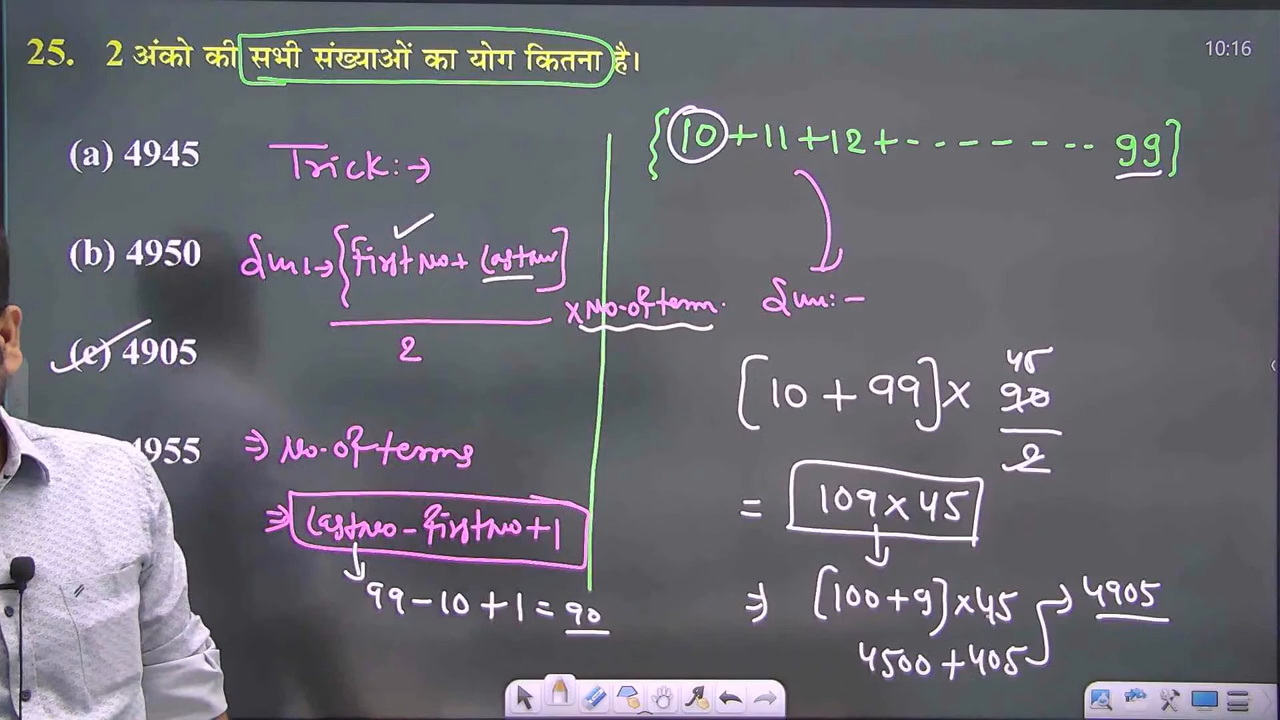 25. 2 अंको की सभी संख्याओं का योग कितना है।
10:16
(a) 4945
(b) 4950
(c) 4905
4955
Trick:→
Sum→ {first no + last no}
2
× No. of term.
⇒ No. of terms
⇒ last no - first no + 1
99 - 10 + 1 = 90
{10 + 11 + 12 + ------- 99}
Sum:-
[10 + 99] × 90
45
2
= 109 × 45
⇒ [100 + 9] × 45 → 4905
4500 + 405